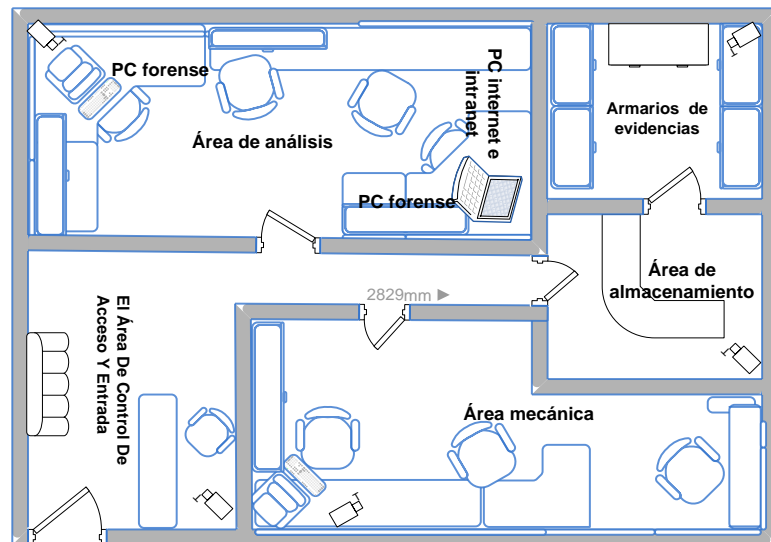 PC forense
PC internet e
intranet
Armarios de
evidencias
Área de análisis
PC forense
Área de
almacenamiento
2829mm ►
El Área De Control De
Acceso Y Entrada
Área mecánica